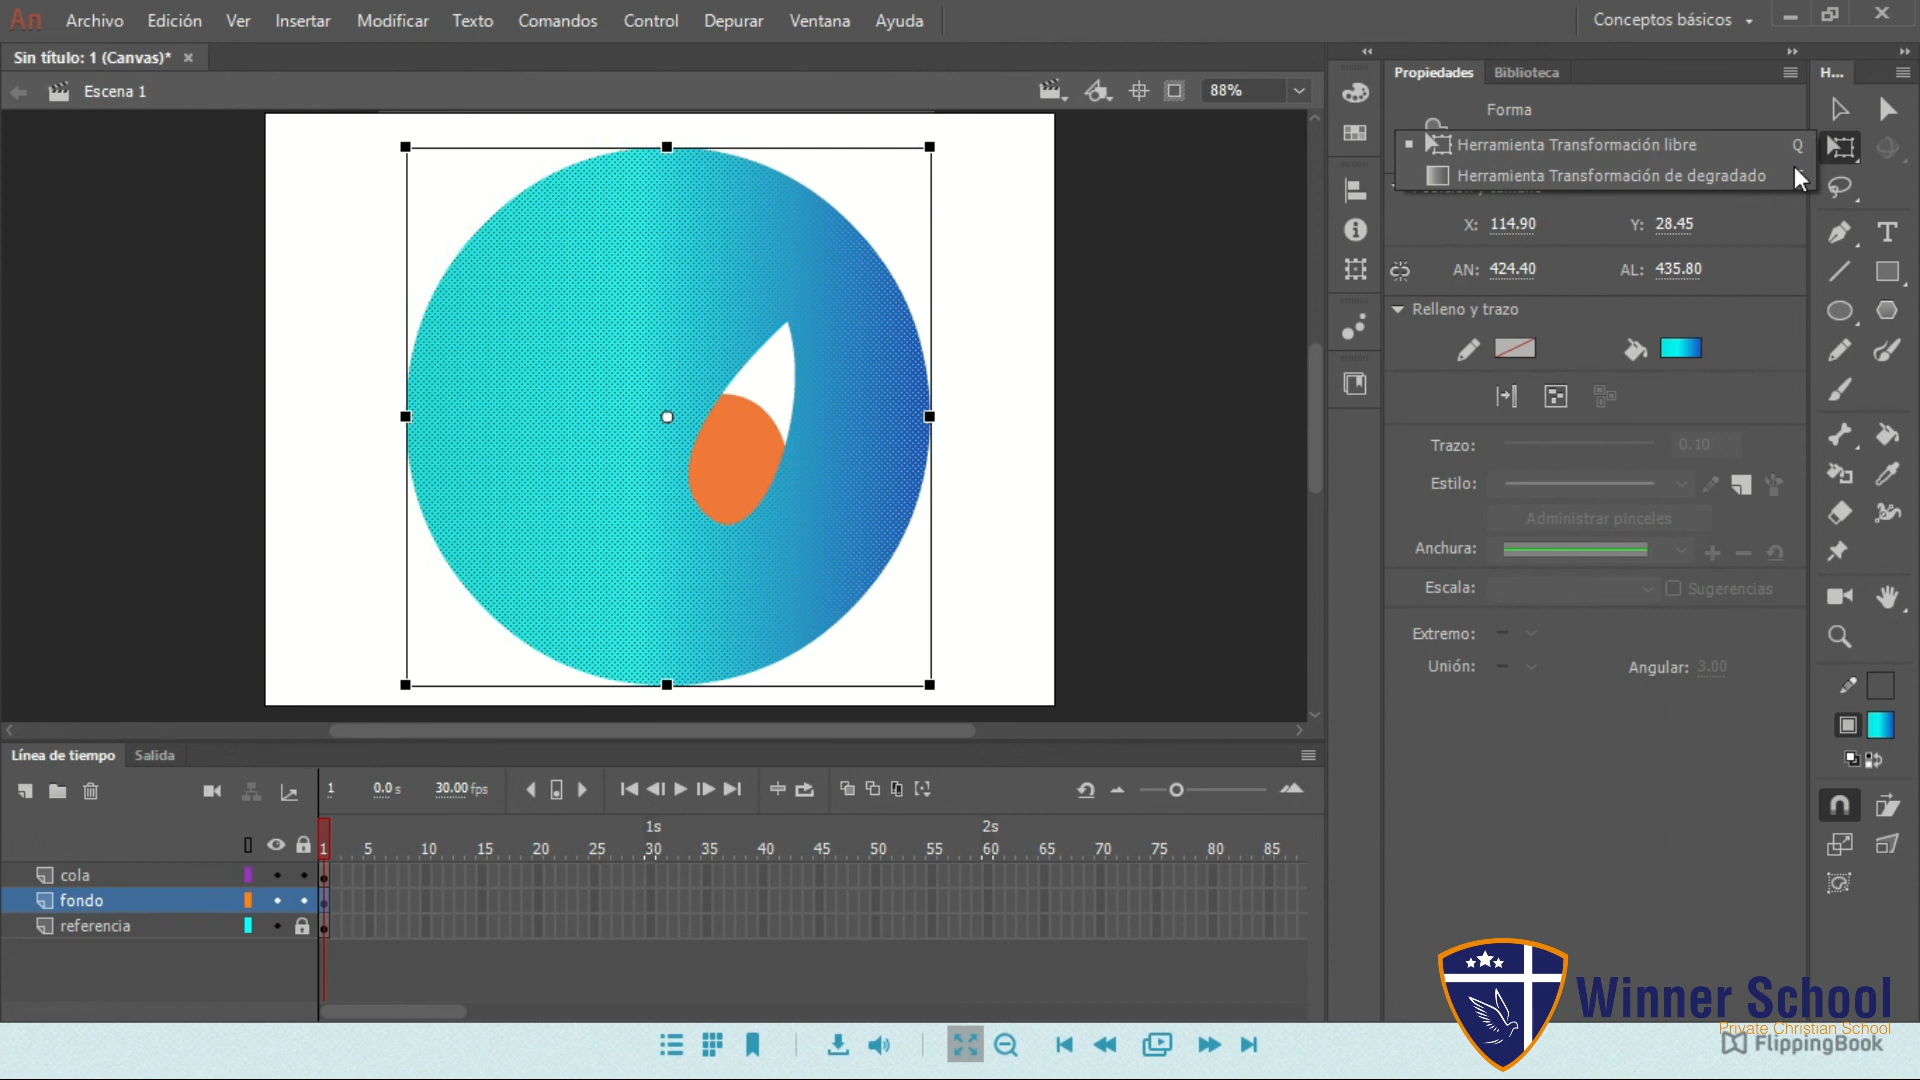 An Archivo Edición Ver Insertar Modificar Texto Comandos Control Depurar Ventana Ayuda Conceptos básicos
Sin título: 1 (Canvas)*
Escena 1
88%
Propiedades Biblioteca
H...
Forma
Herramienta Transformación libre Q
Herramienta Transformación de degradado
X: 114.90 Y: 28.45
AN: 424.40 AL: 435.80
Relleno y trazo
Trazo: 0.10
Estilo:
Administrar pinceles
Anchura:
Escala: Sugerencias
Extremo:
Unión: Angular: 3.00
Línea de tiempo Salida
1 0.0 s 30.00 fps
1s 2s
1 5 10 15 20 25 30 35 40 45 50 55 60 65 70 75 80 85
cola
fondo
referencia
Winner School
Private Christian School
FlippingBook